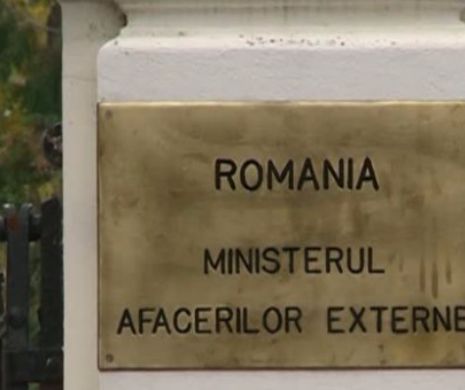 ROMANIA
MINISTERUL
AFACERILOR EXTERNE